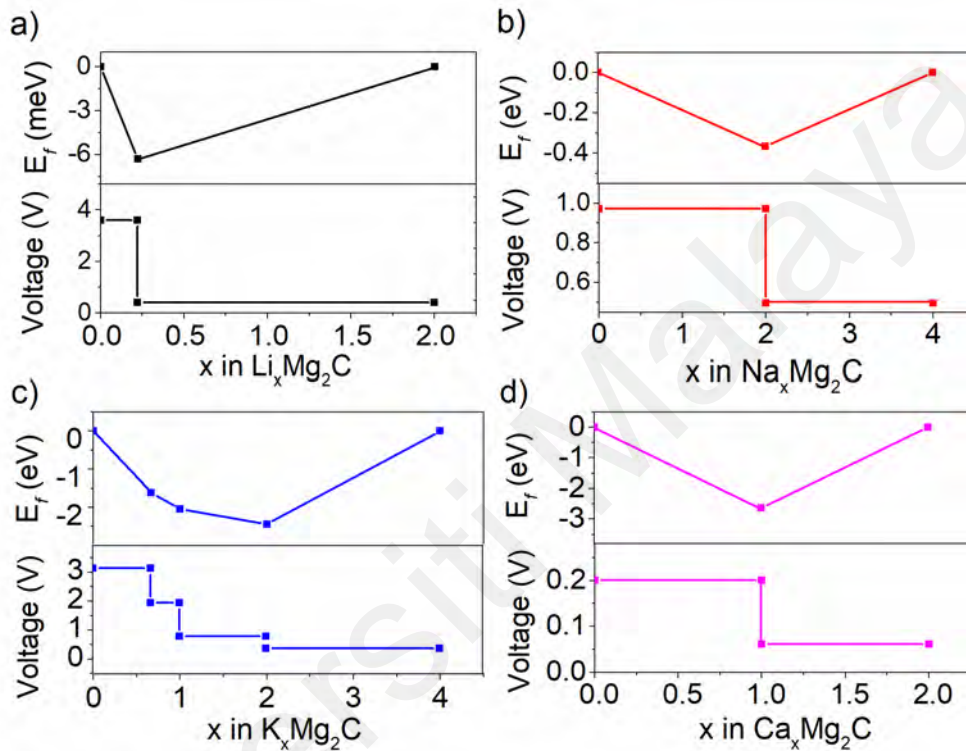 a)
0
-3
-6
E_f (meV)
4
2
0
Voltage (V)
0.0 0.5 1.0 1.5 2.0
x in Li_xMg_2C
b)
0.0
-0.2
-0.4
E_f (eV)
1.0
0.8
0.6
Voltage (V)
0 1 2 3 4
x in Na_xMg_2C
c)
0
-1
-2
E_f (eV)
3
2
1
0
Voltage (V)
0 1 2 3 4
x in K_xMg_2C
d)
0
-1
-2
-3
E_f (eV)
0.2
0.1
0.0
Voltage (V)
0.0 0.5 1.0 1.5 2.0
x in Ca_xMg_2C
ersiti Malaya